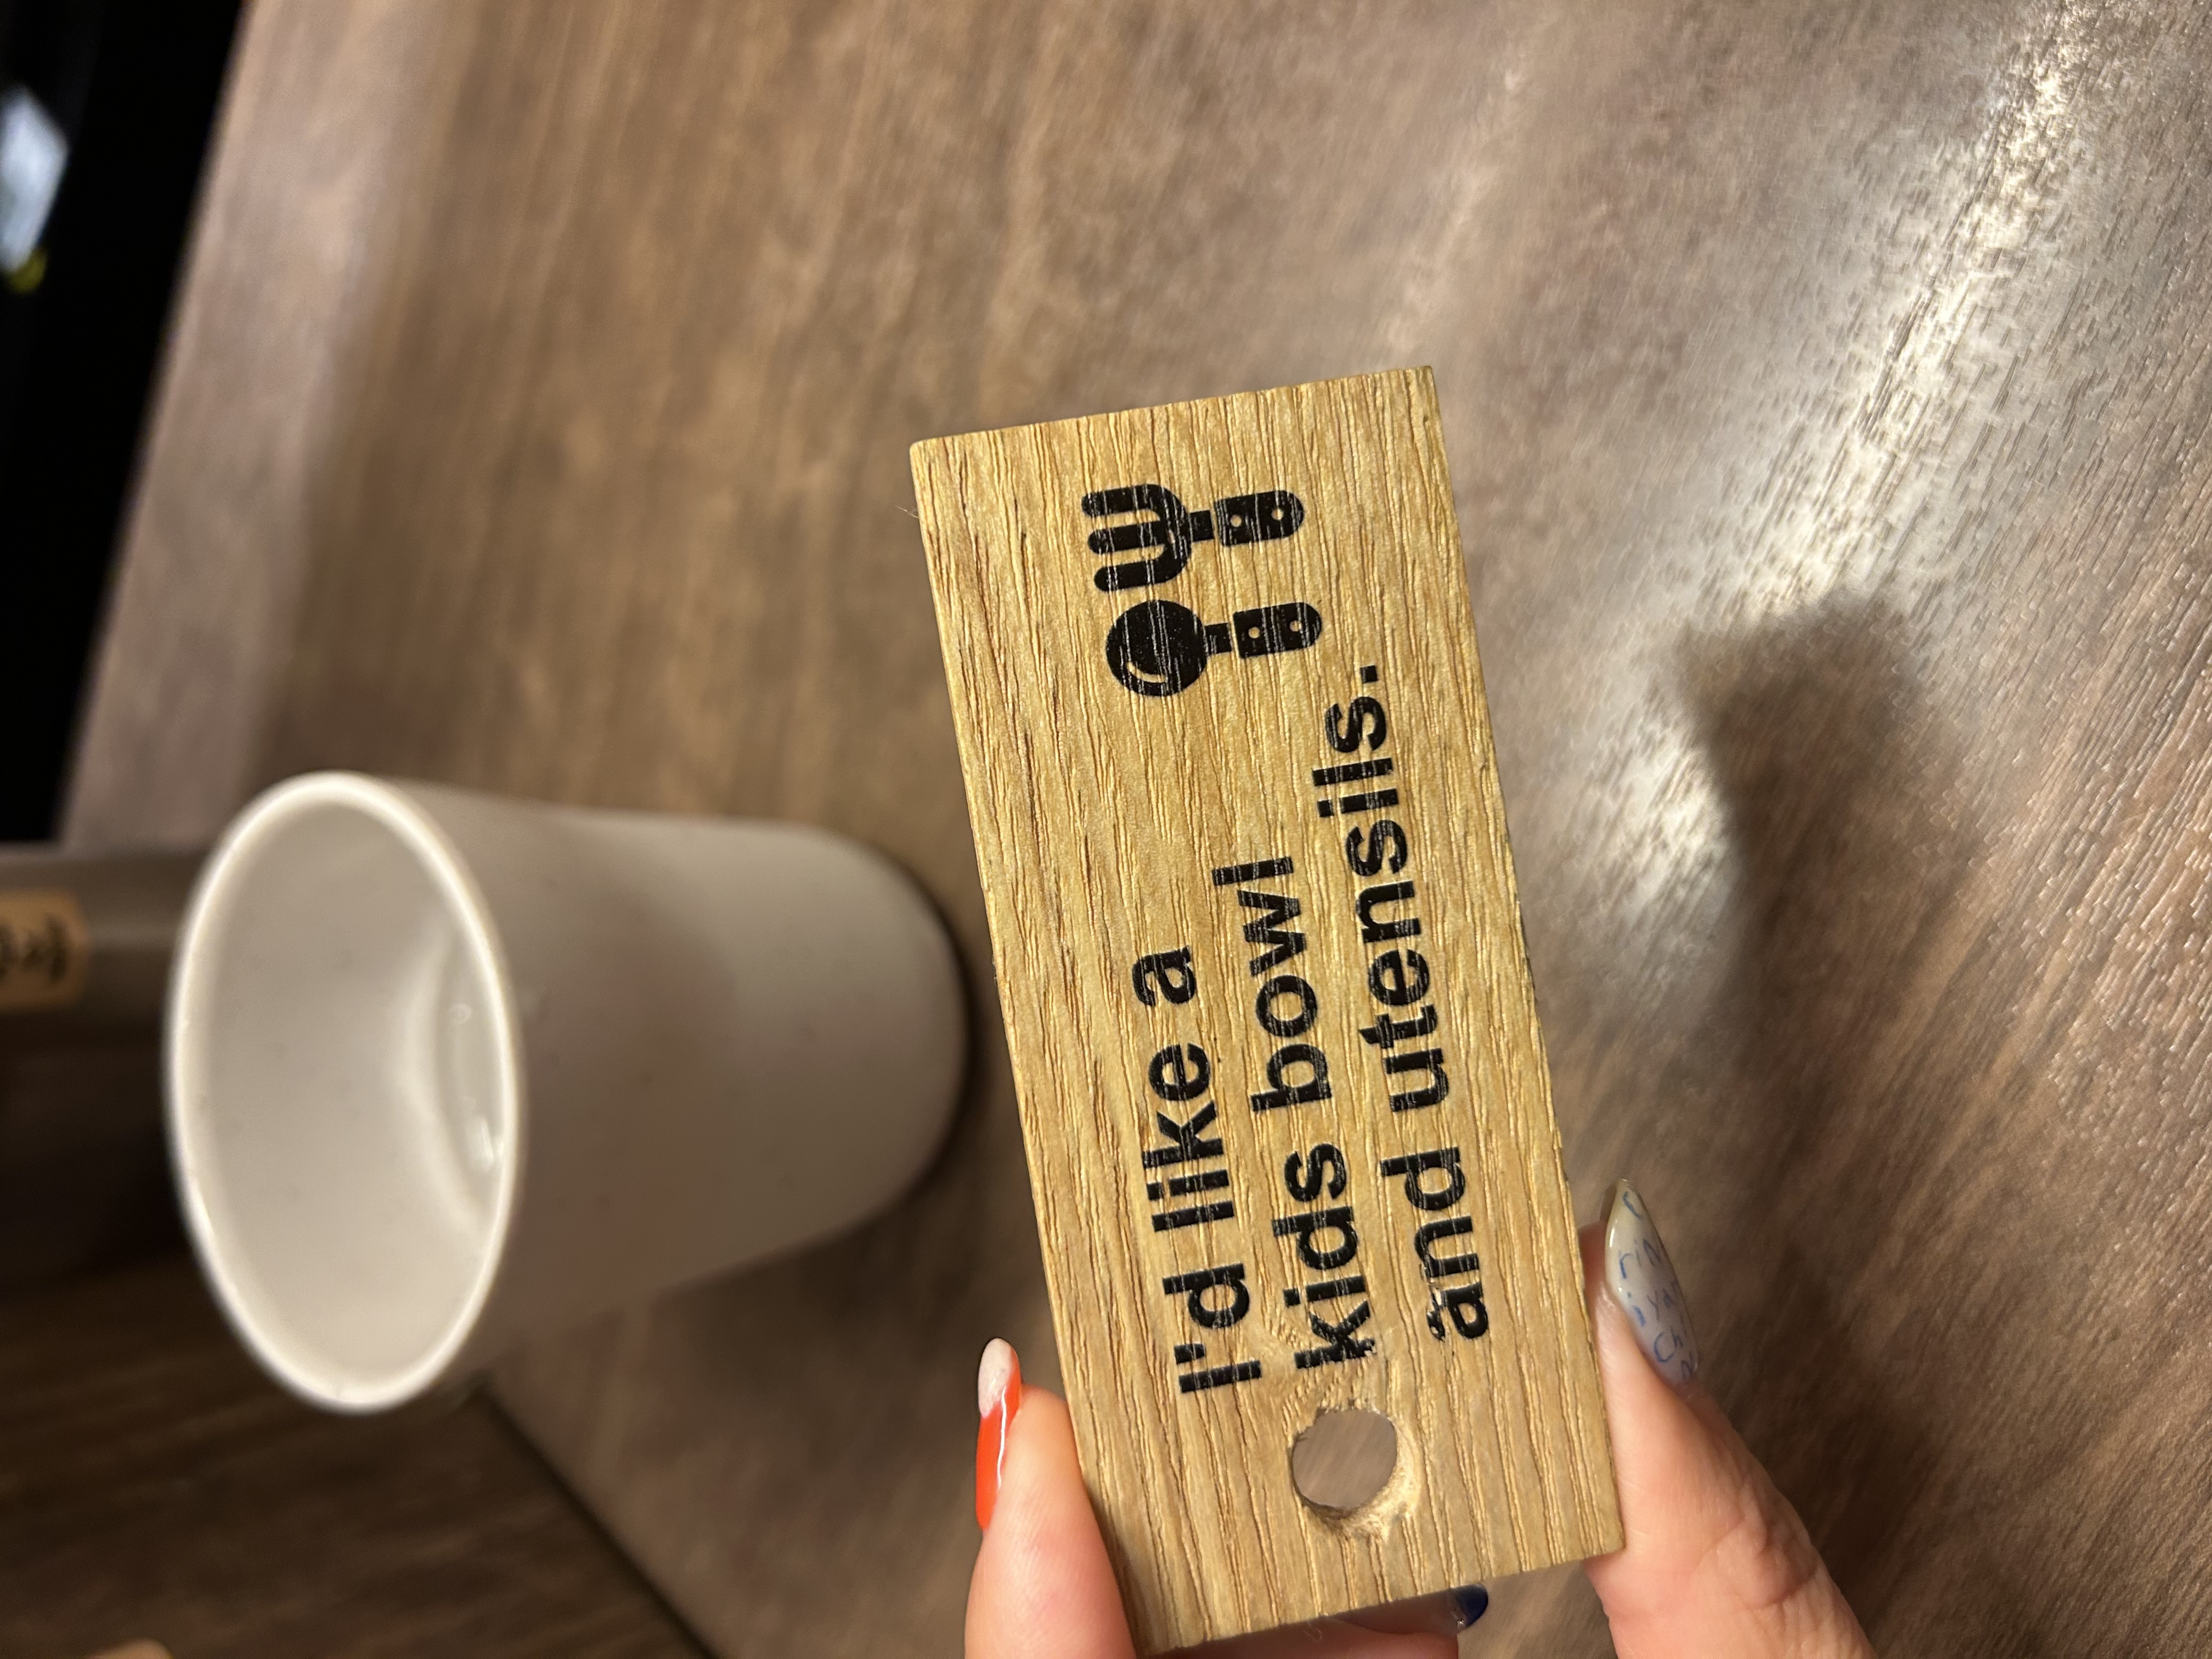 I'd like a
kids bowl
and utensils.